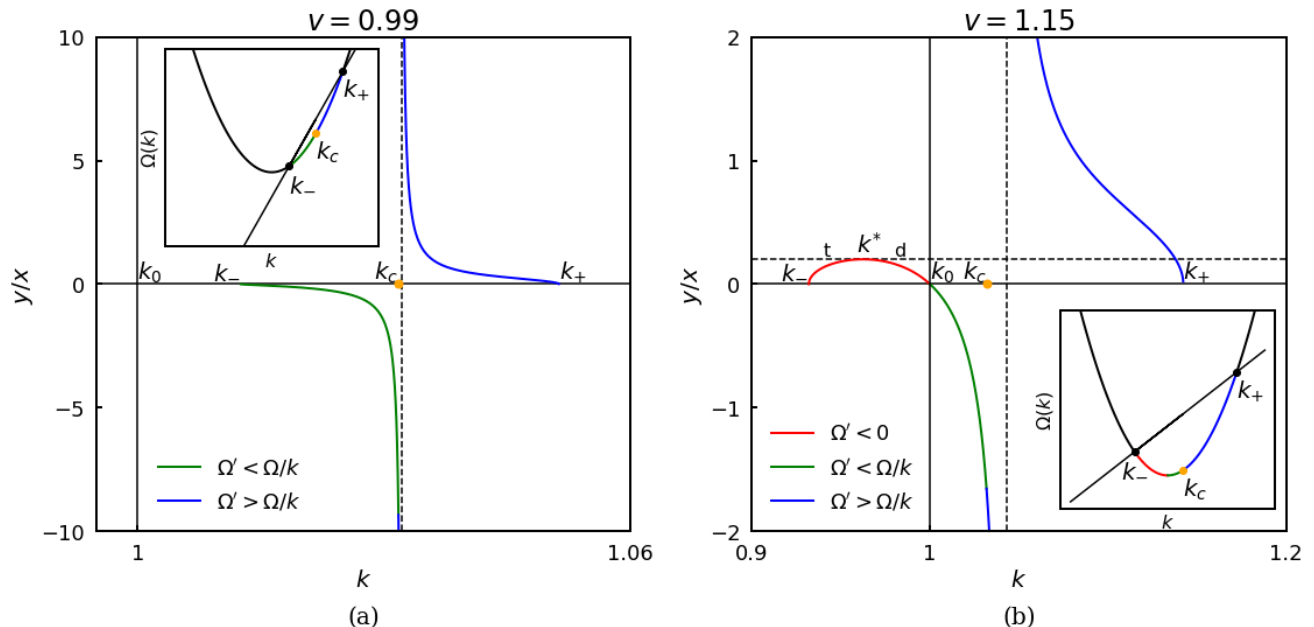 v = 0.99
10
5
0
−5
−10
y/x
Ω(k)
k
k₊
k_c
k₋
k₀
k₋
k_c
k₊
Ω′ < Ω/k
Ω′ > Ω/k
1
1.06
k
(a)
v = 1.15
2
1
0
−1
−2
y/x
t
k*
d
k₋
k₀
k_c
k₊
Ω(k)
k
k₋
k_c
k₊
Ω′ < 0
Ω′ < Ω/k
Ω′ > Ω/k
0.9
1
1.2
k
(b)